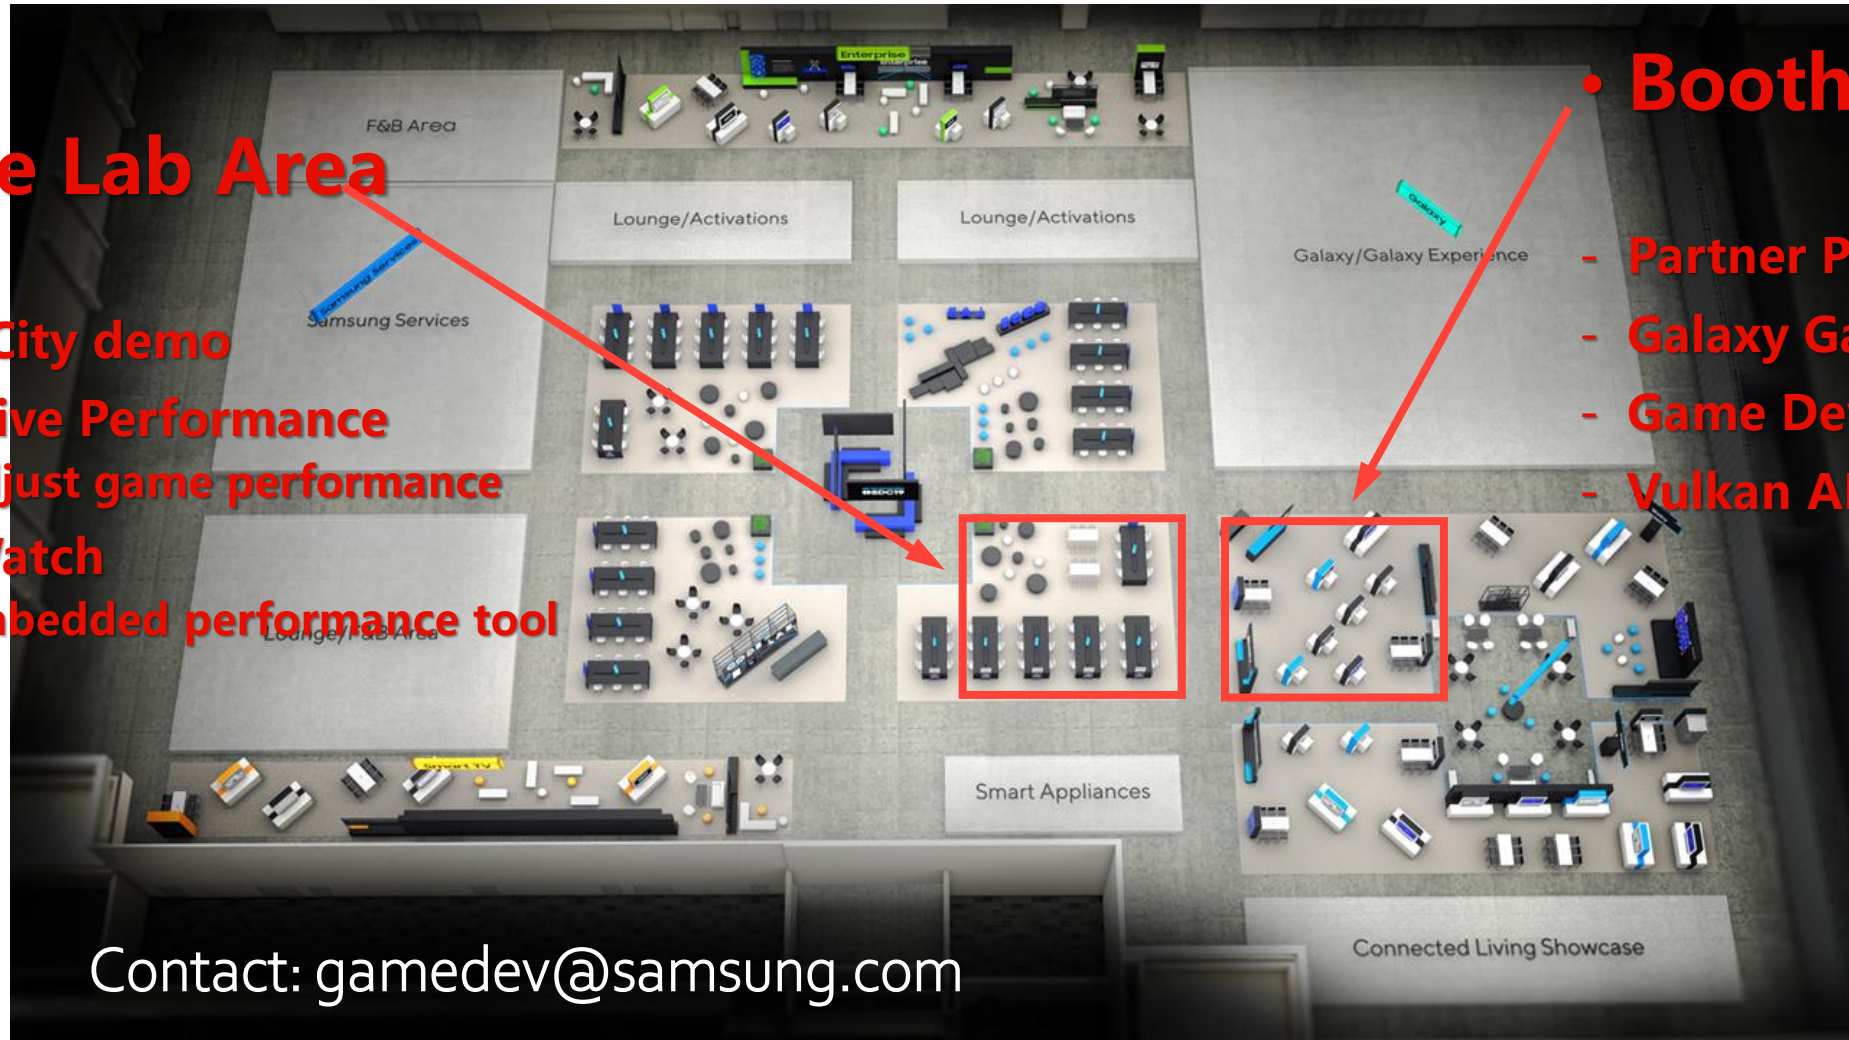 Enterprise
Enterprise
• Booth
F&B Area
e Lab Area
Lounge/Activations
Lounge/Activations
Galaxy
Galaxy/Galaxy Experience
- Partner P
Samsung Services
Samsung Services
City demo
- Galaxy Ga
ive Performance
- Game De
just game performance
- Vulkan A
SDC19
atch
bedded performance tool
Lounge/F&B Area
Smart TV
Smart Appliances
Connected Living Showcase
Contact: gamedev@samsung.com